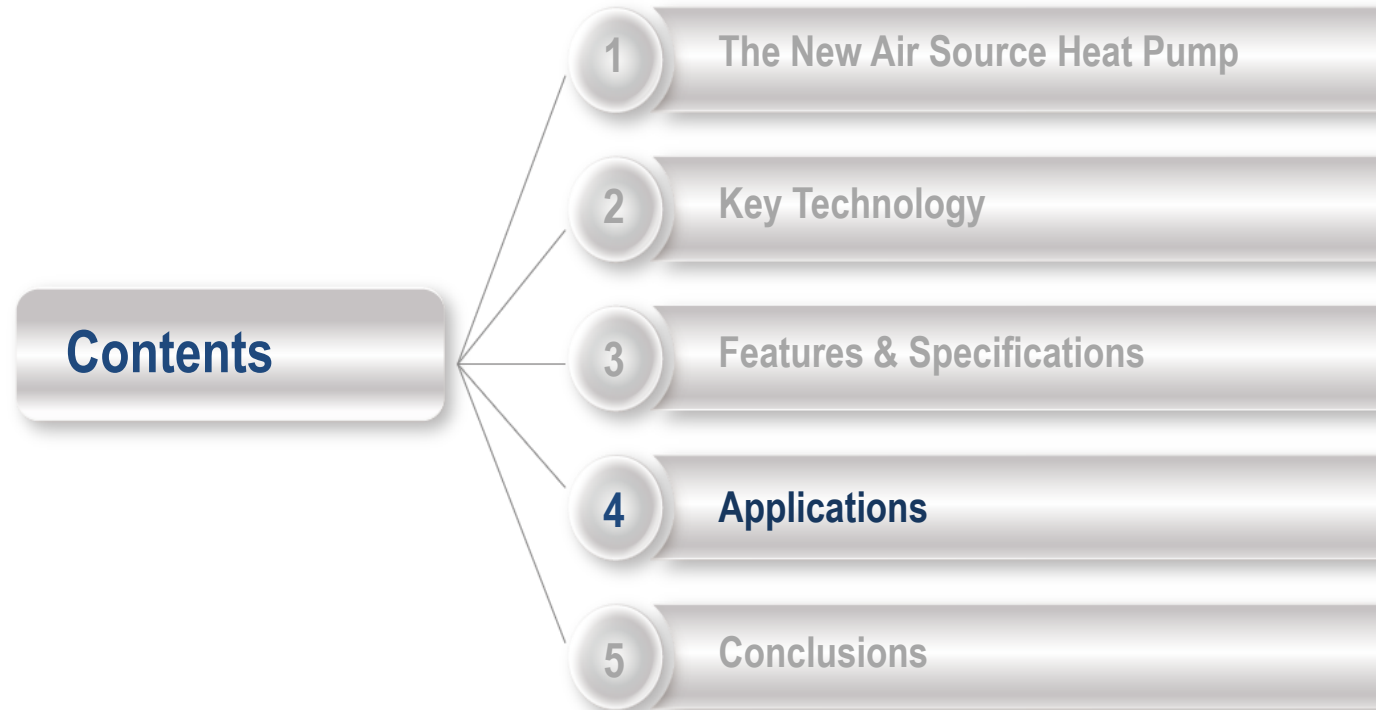 1 The New Air Source Heat Pump
2 Key Technology
Contents
3 Features & Specifications
4 Applications
5 Conclusions